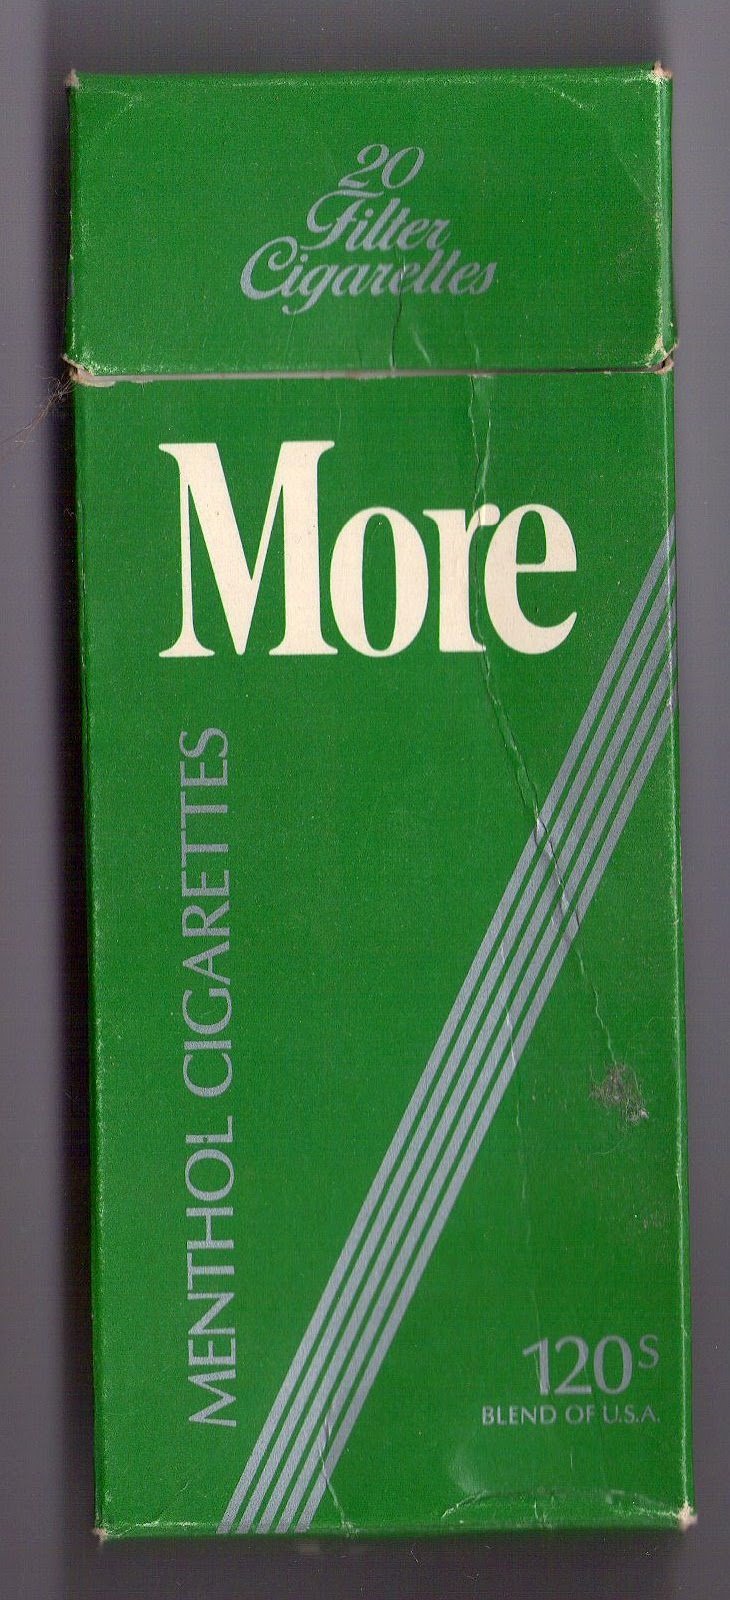 20
Filter
Cigarettes
More
MENTHOL CIGARETTES
120s
BLEND OF U.S.A.